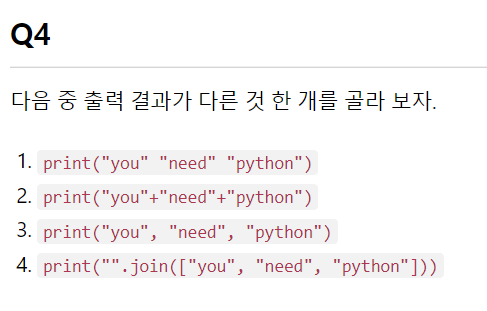 Q4
다음 중 출력 결과가 다른 것 한 개를 골라 보자.
1. print("you" "need" "python")
2. print("you"+"need"+"python")
3. print("you", "need", "python")
4. print("".join(["you", "need", "python"]))